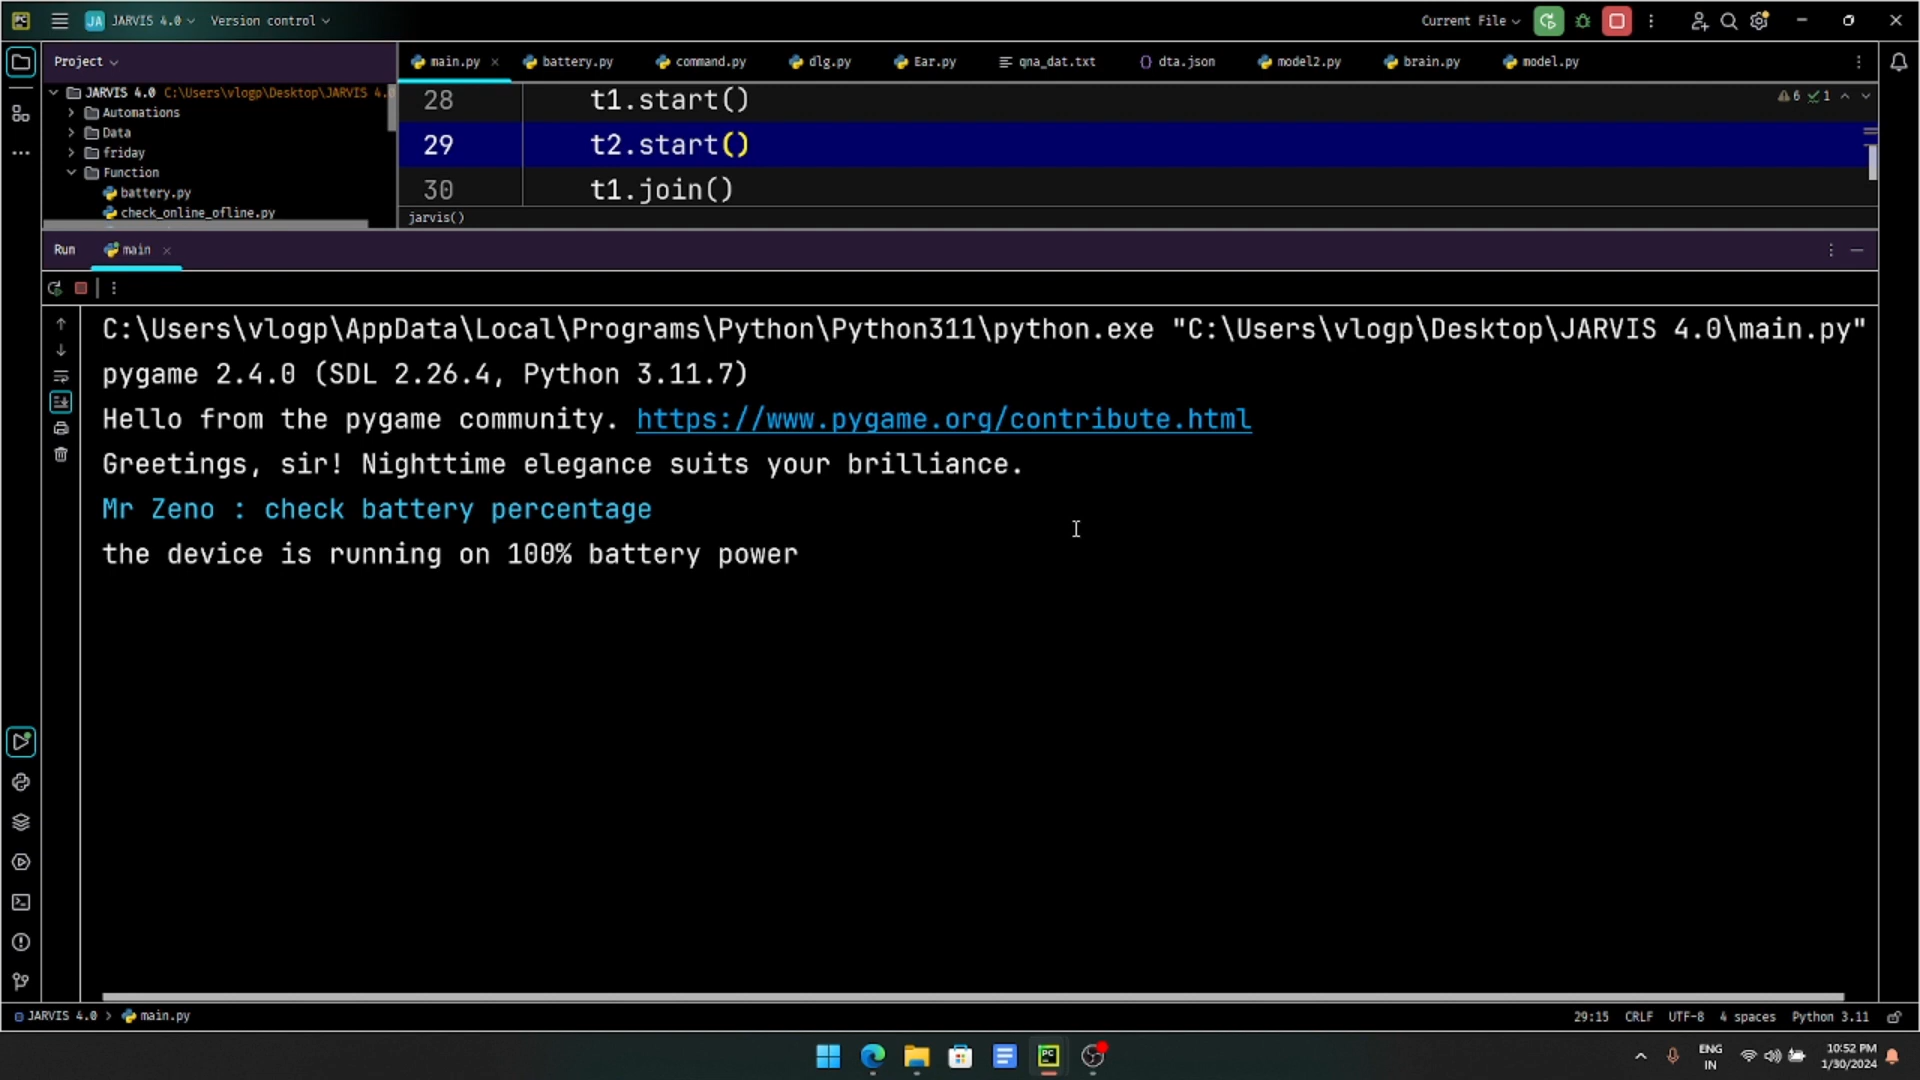 PC JA JARVIS 4.0 Version control Current File
Project main.py battery.py command.py dlg.py Ear.py qna_dat.txt dta.json model2.py brain.py model.py
JARVIS 4.0 C:\Users\vlogp\Desktop\JARVIS 4.0
Automations
Data
friday
Function
battery.py
check_online_ofline.py
28 t1.start()
29 t2.start()
30 t1.join()
6 1
jarvis()
Run main
C:\Users\vlogp\AppData\Local\Programs\Python\Python311\python.exe "C:\Users\vlogp\Desktop\JARVIS 4.0\main.py"
pygame 2.4.0 (SDL 2.26.4, Python 3.11.7)
Hello from the pygame community. https://www.pygame.org/contribute.html
Greetings, sir! Nighttime elegance suits your brilliance.
Mr Zeno : check battery percentage
the device is running on 100% battery power
JARVIS 4.0 > main.py 29:15 CRLF UTF-8 4 spaces Python 3.11
PC
ENG
IN
10:52 PM
1/30/2024